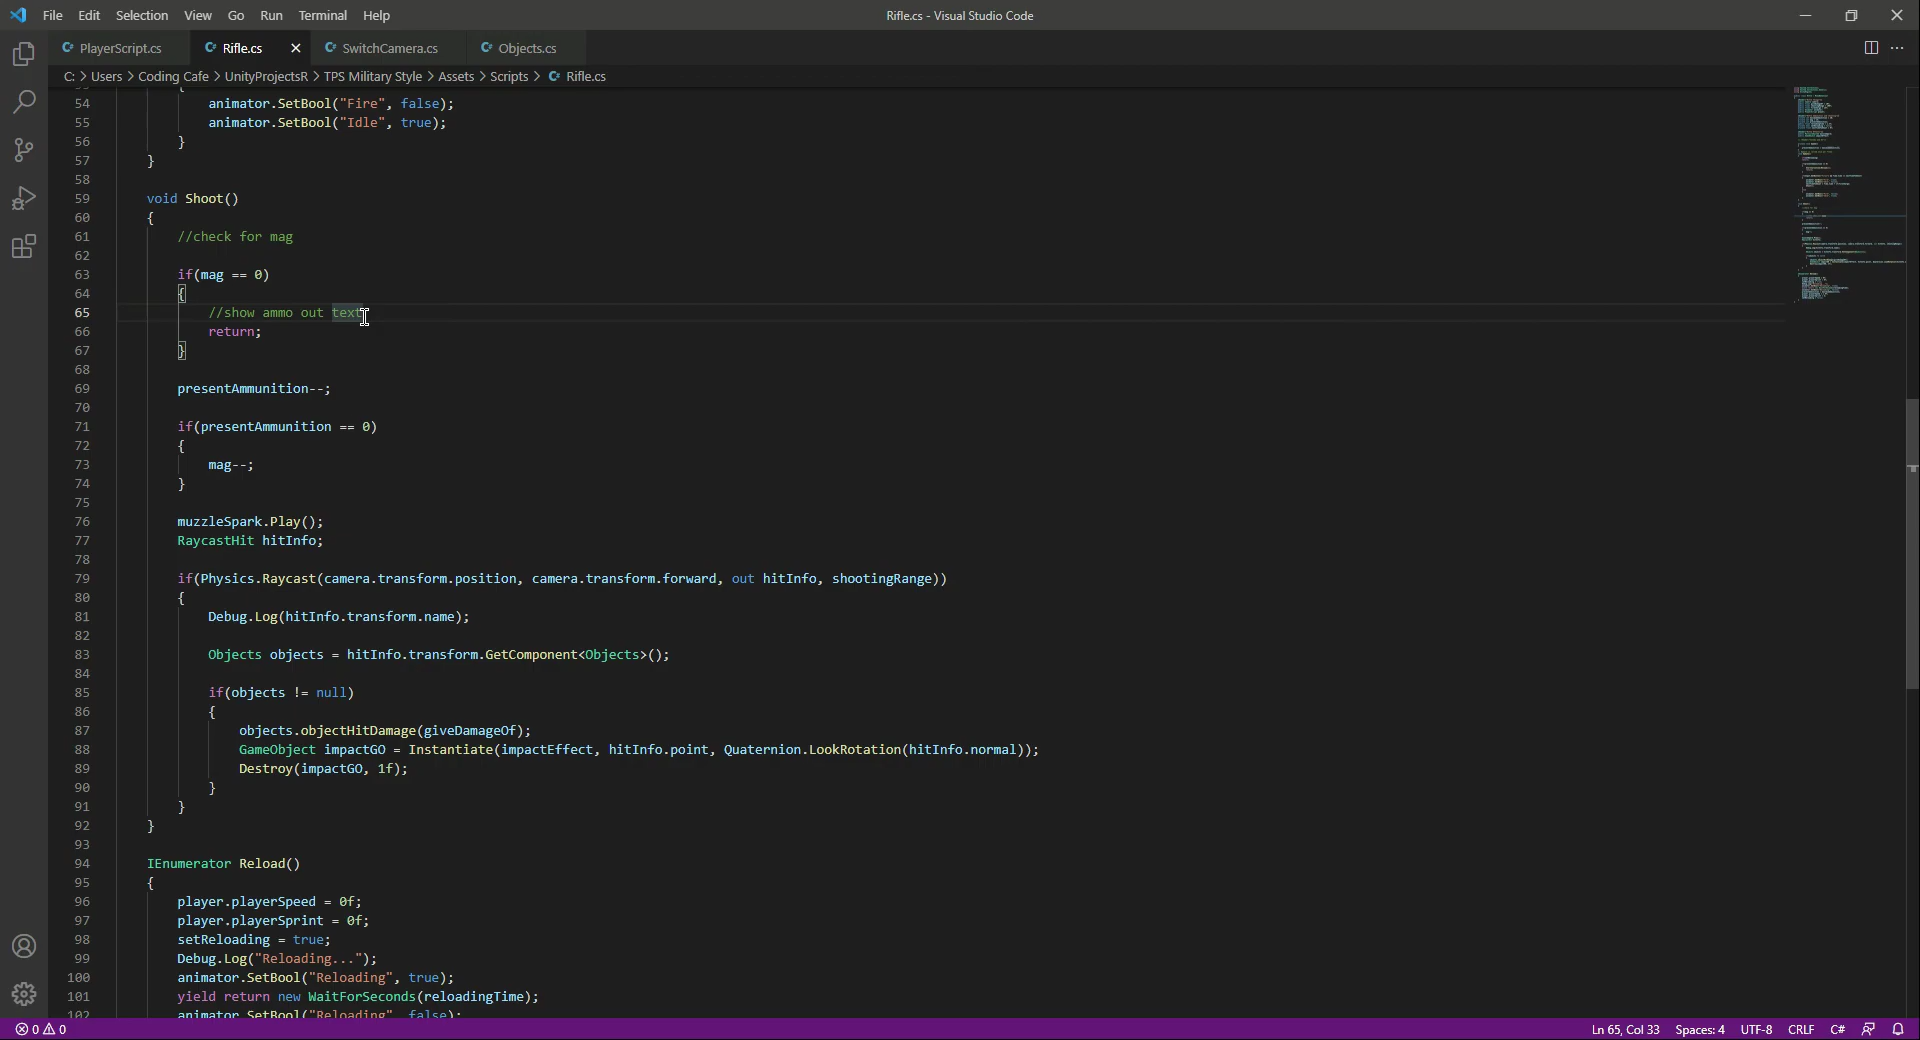 File Edit Selection View Go Run Terminal Help Rifle.cs - Visual Studio Code
PlayerScript.cs Rifle.cs SwitchCamera.cs Objects.cs
C: > Users > Coding Cafe > UnityProjectsR > TPS Military Style > Assets > Scripts > Rifle.cs
53 {
54 animator.SetBool("Fire", false);
55 animator.SetBool("Idle", true);
56 }
57 }
58
59 void Shoot()
60 {
61 //check for mag
62
63 if(mag == 0)
64 {
65 //show ammo out text
66 return;
67 }
68
69 presentAmmunition--;
70
71 if(presentAmmunition == 0)
72 {
73 mag--;
74 }
75
76 muzzleSpark.Play();
77 RaycastHit hitInfo;
78
79 if(Physics.Raycast(camera.transform.position, camera.transform.forward, out hitInfo, shootingRange))
80 {
81 Debug.Log(hitInfo.transform.name);
82
83 Objects objects = hitInfo.transform.GetComponent<Objects>();
84
85 if(objects != null)
86 {
87 objects.objectHitDamage(giveDamageOf);
88 GameObject impactGO = Instantiate(impactEffect, hitInfo.point, Quaternion.LookRotation(hitInfo.normal));
89 Destroy(impactGO, 1f);
90 }
91 }
92 }
93
94 IEnumerator Reload()
95 {
96 player.playerSpeed = 0f;
97 player.playerSprint = 0f;
98 setReloading = true;
99 Debug.Log("Reloading...");
100 animator.SetBool("Reloading", true);
101 yield return new WaitForSeconds(reloadingTime);
102 animator.SetBool("Reloading", false);
0 0 Ln 65, Col 33 Spaces: 4 UTF-8 CRLF C#